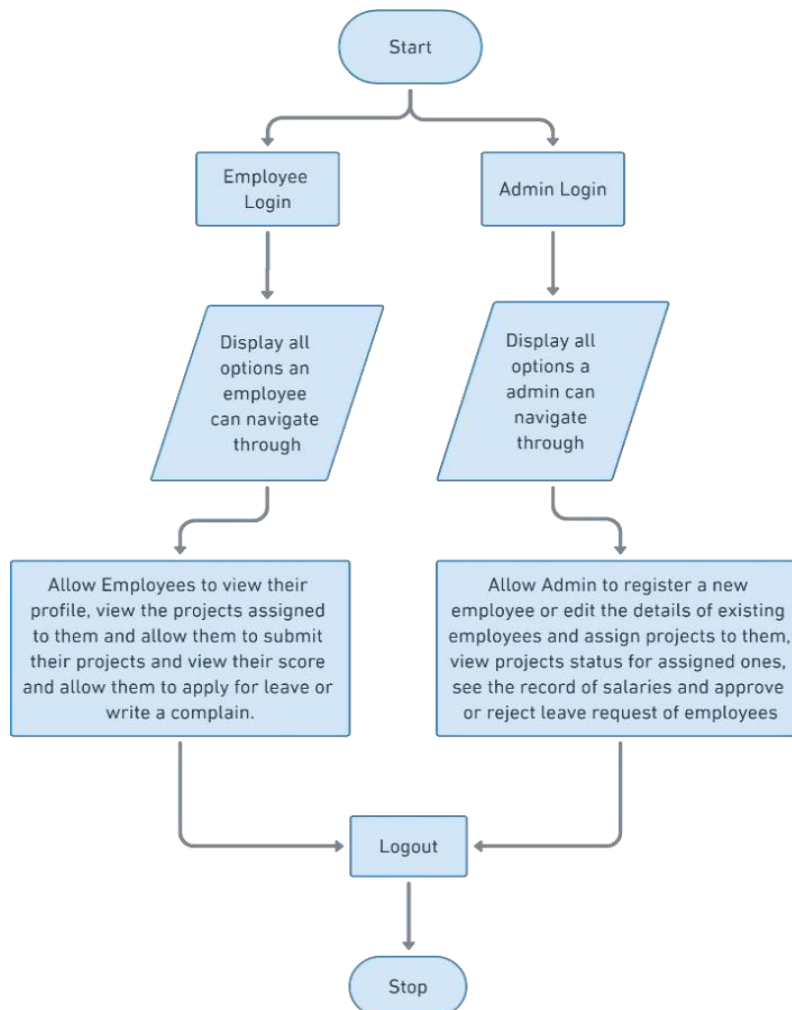 Start
Employee
Login
Admin Login
Display all
options an
employee
can navigate
through
Display all
options a
admin can
navigate
through
Allow Employees to view their
profile, view the projects assigned
to them and allow them to submit
their projects and view their score
and allow them to apply for leave or
write a complain.
Allow Admin to register a new
employee or edit the details of existing
employees and assign projects to them,
view projects status for assigned ones,
see the record of salaries and approve
or reject leave request of employees
Logout
Stop